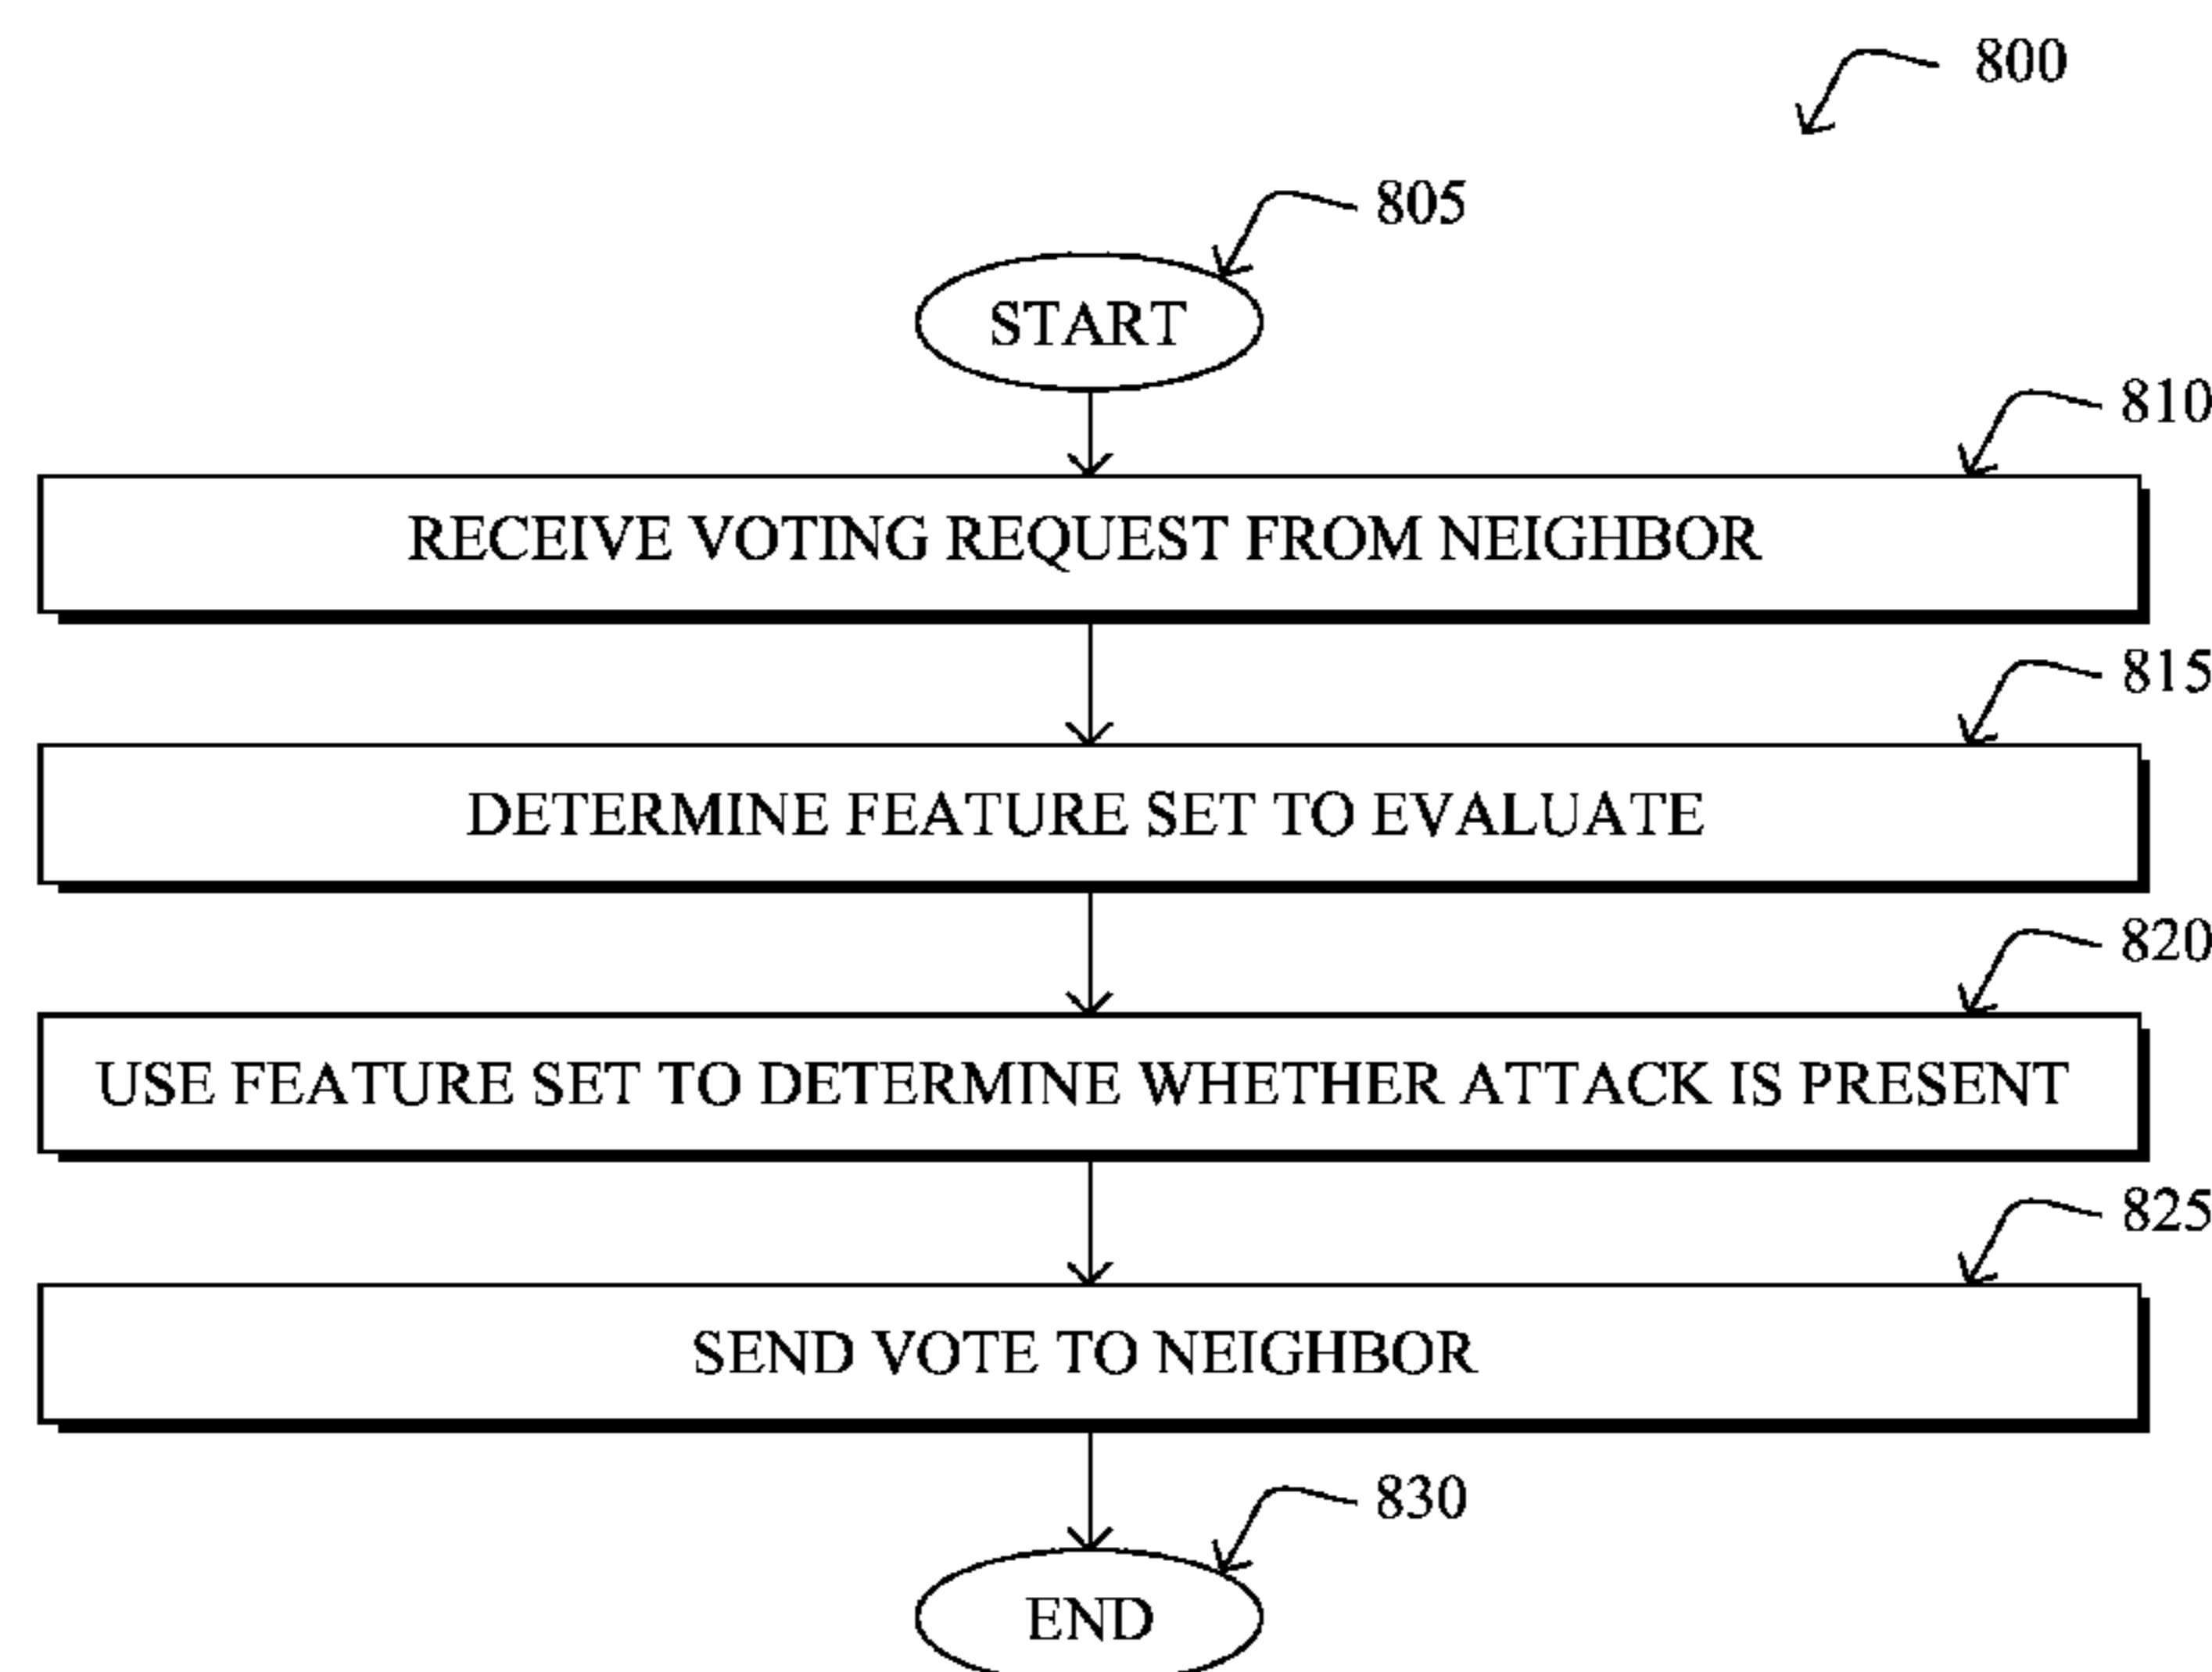 800
805
START
810
RECEIVE VOTING REQUEST FROM NEIGHBOR
815
DETERMINE FEATURE SET TO EVALUATE
820
USE FEATURE SET TO DETERMINE WHETHER ATTACK IS PRESENT
825
SEND VOTE TO NEIGHBOR
830
END